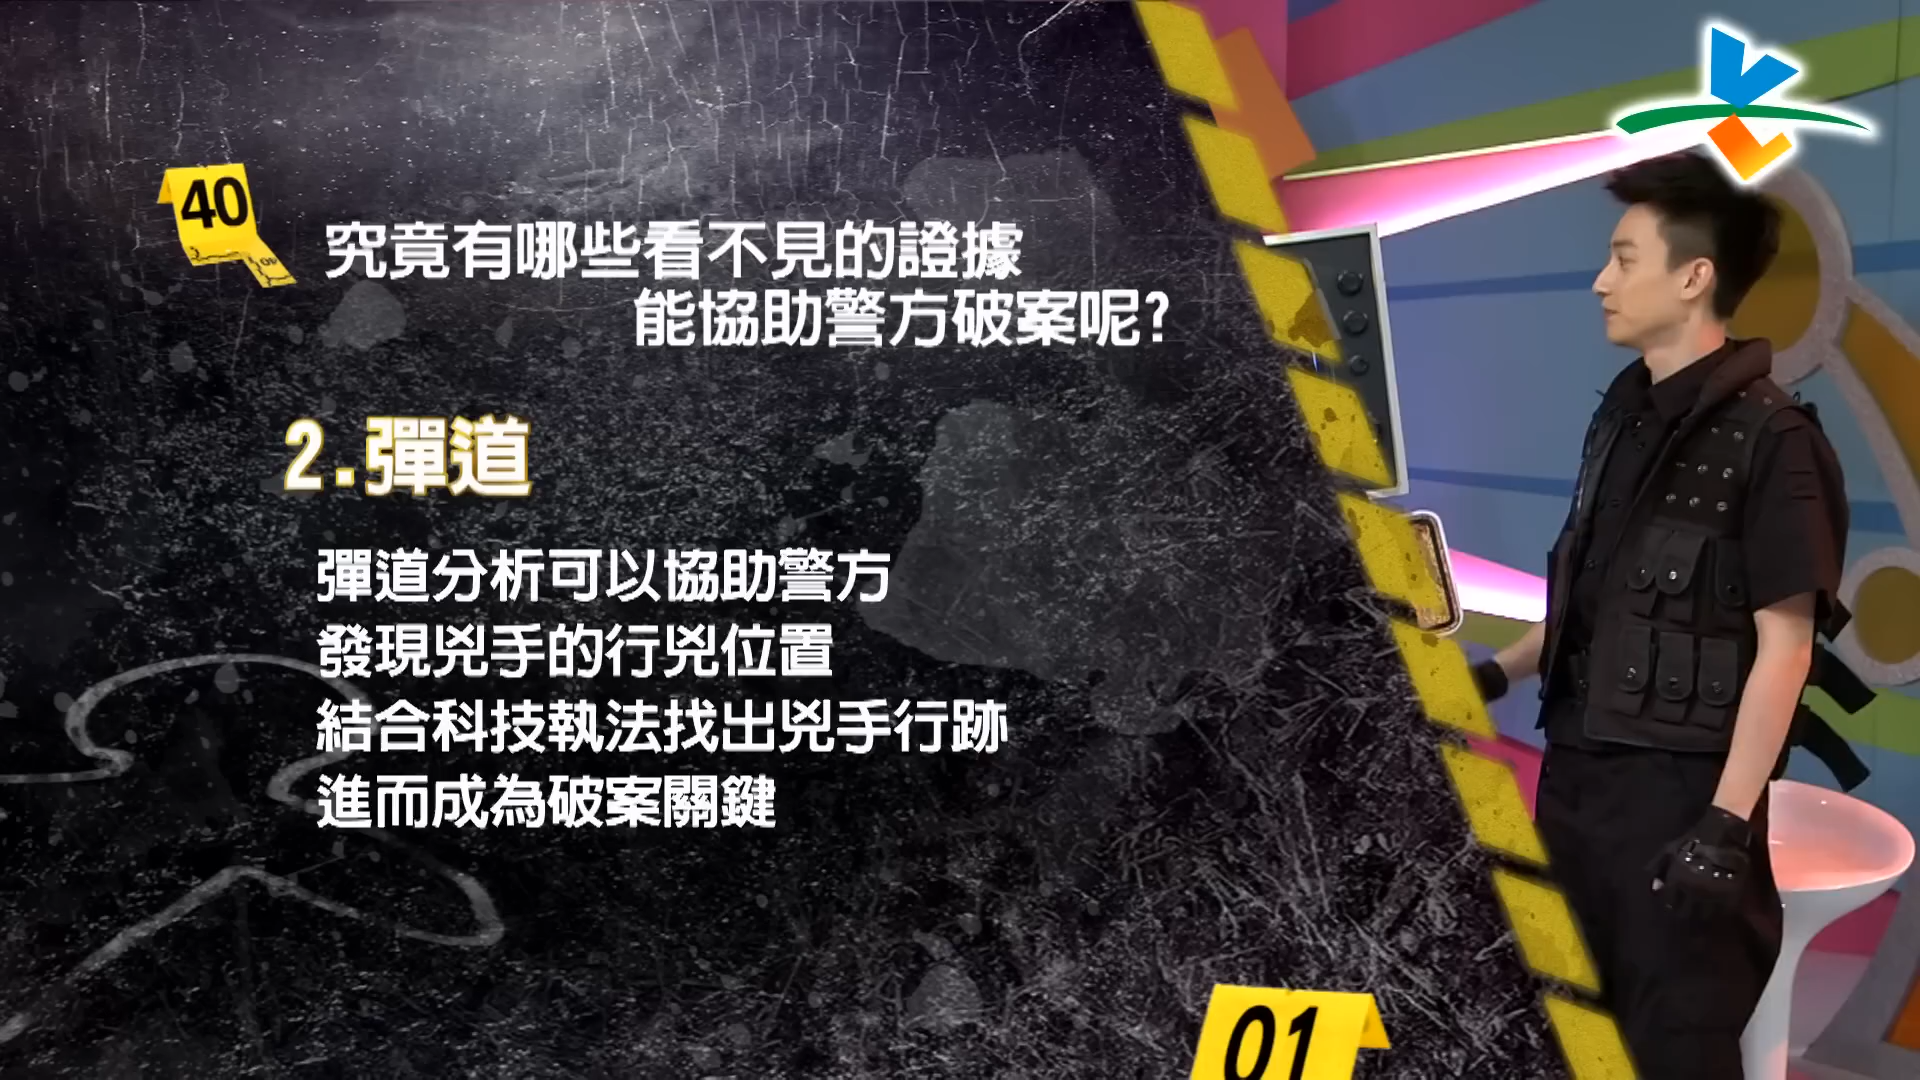 40
究竟有哪些看不見的證據
能協助警方破案呢?
2.彈道
彈道分析可以協助警方
發現兇手的行兇位置
結合科技執法找出兇手行跡
進而成為破案關鍵
01